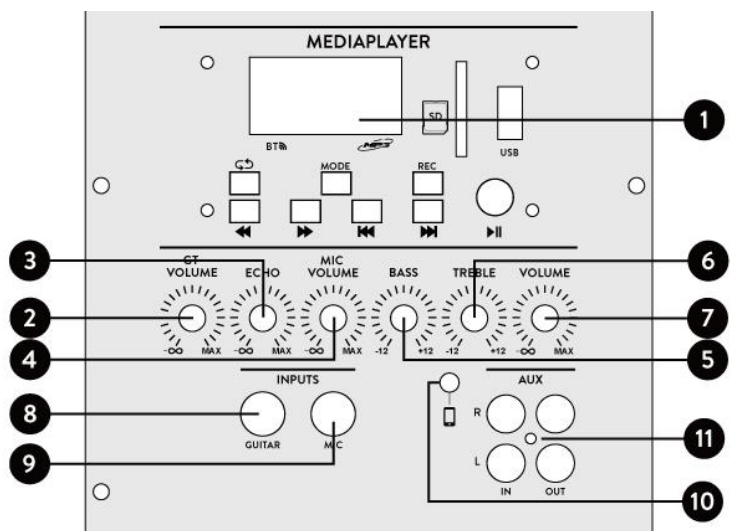 MEDIAPLAYER
SD
BT
MP3
USB
1
MODE
REC
3
GT VOLUME
ECHO
MIC VOLUME
BASS
TREBLE
VOLUME
6
2
7
4
-∞ MAX
-∞ MAX
-∞ MAX
-12 +12
-12 +12
-∞ MAX
5
INPUTS
AUX
8
R
GUITAR
MIC
11
9
L
IN
OUT
10